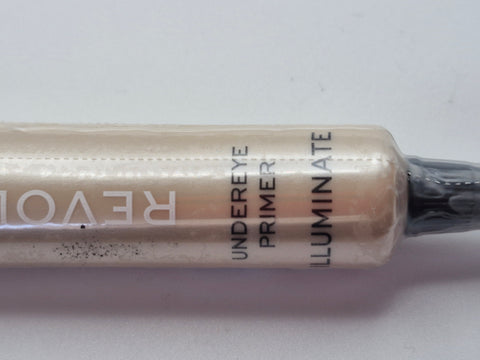 REVOL
UNDEREYE
PRIMER
ILLUMINATE